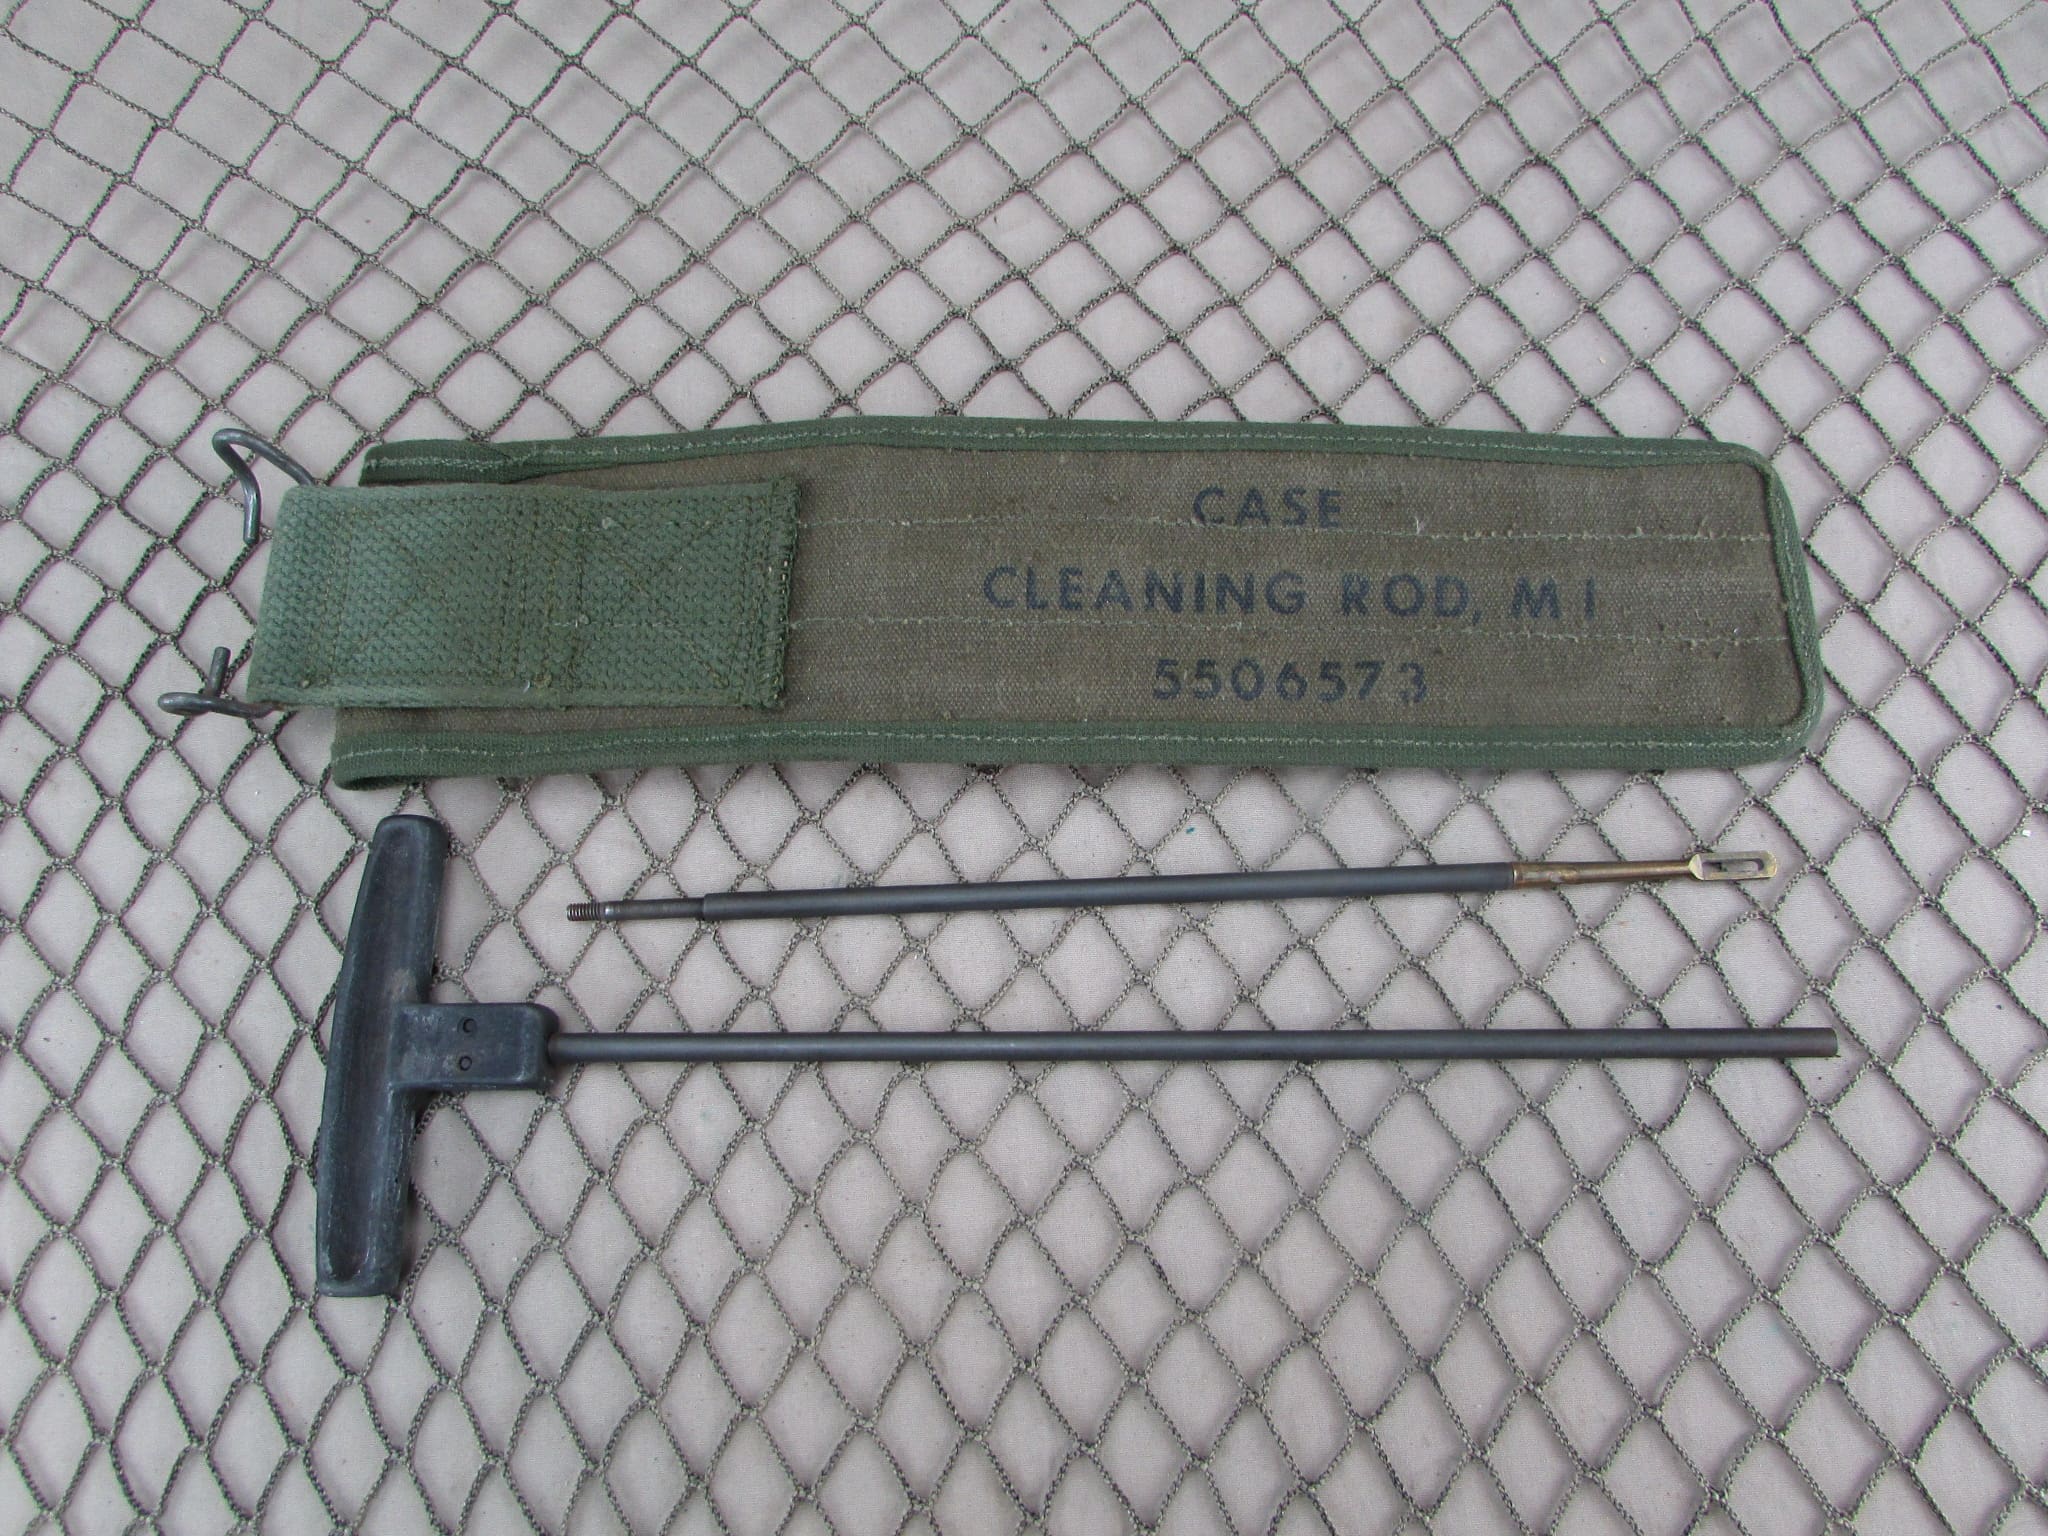 CASE
CLEANING ROD, M1
5506573